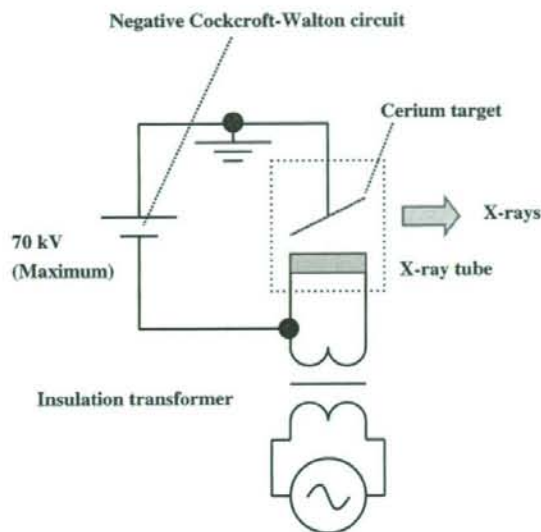 Negative Cockcroft-Walton circuit
Cerium target
X-rays
70 kV
(Maximum)
X-ray tube
Insulation transformer